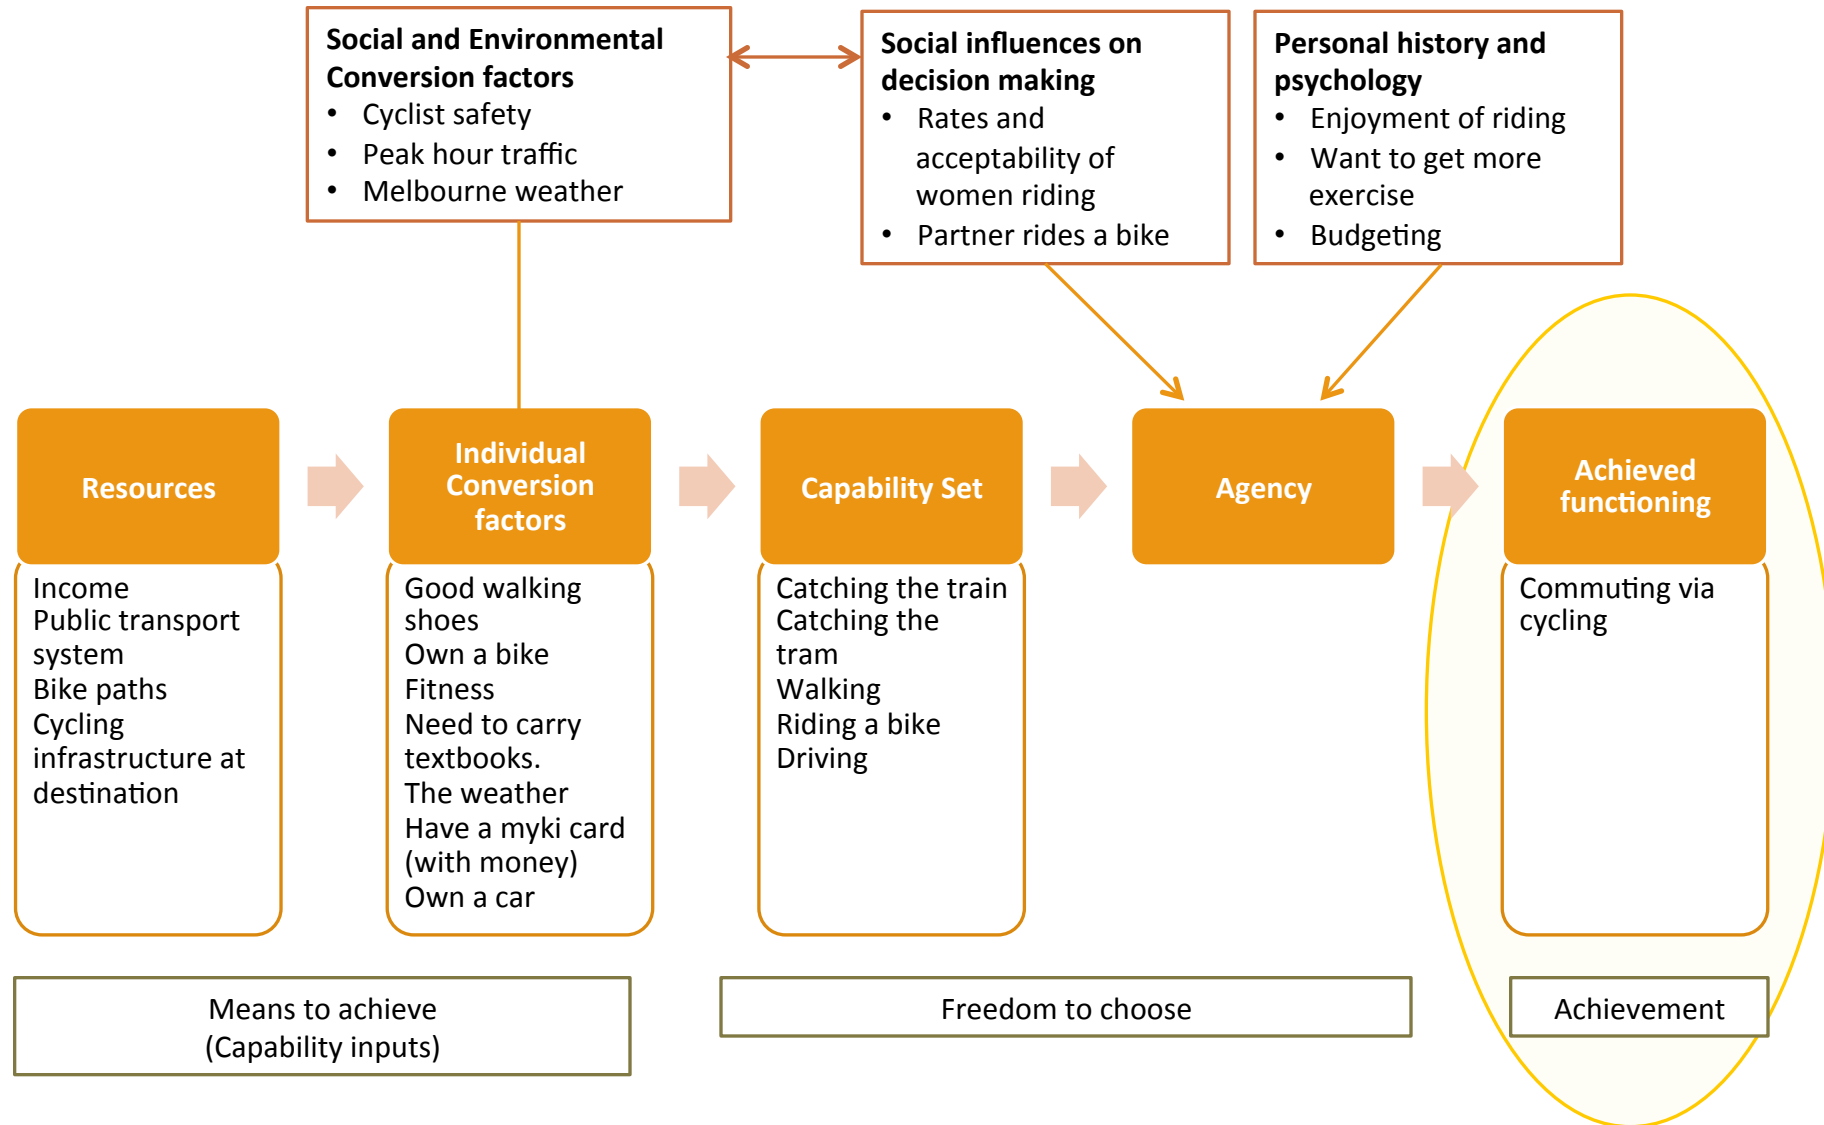 Social and Environmental
Conversion factors
• Cyclist safety
• Peak hour traffic
• Melbourne weather
Social influences on
decision making
• Rates and
acceptability of
women riding
• Partner rides a bike
Personal history and
psychology
• Enjoyment of riding
• Want to get more
exercise
• Budgeting
Resources
Income
Public transport
system
Bike paths
Cycling
infrastructure at
destination
Individual
Conversion
factors
Good walking
shoes
Own a bike
Fitness
Need to carry
textbooks.
The weather
Have a myki card
(with money)
Own a car
Capability Set
Catching the train
Catching the
tram
Walking
Riding a bike
Driving
Agency
Achieved
functioning
Commuting via
cycling
Means to achieve
(Capability inputs)
Freedom to choose
Achievement